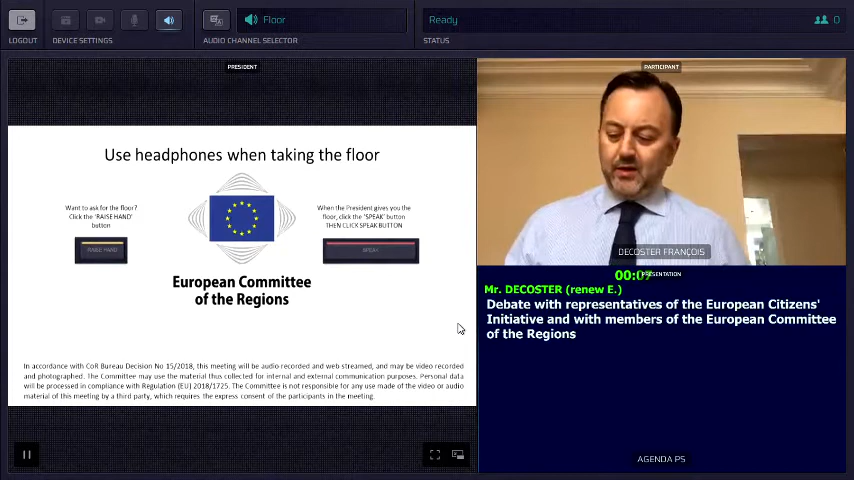 LOGOUT
DEVICE SETTINGS
Floor
AUDIO CHANNEL SELECTOR
Ready
0
STATUS
PRESIDENT
Use headphones when taking the floor
Want to ask for the floor?
Click the 'RAISE HAND'
button
RAISE HAND
When the President gives you the
floor, click the 'SPEAK' button
THEN CLICK SPEAK BUTTON
SPEAK
European Committee
of the Regions
In accordance with CoR Bureau Decision No 15/2018, this meeting will be audio recorded and web streamed, and may be video recorded
and photographed. The Committee may use the material thus collected for internal and external communication purposes. Personal data
will be processed in compliance with Regulation (EU) 2018/1725. The Committee is not responsible for any use made of the video or audio
material of this meeting by a third party, which requires the express consent of the participants in the meeting.
PARTICIPANT
DECOSTER FRANÇOIS
PRESENTATION
Mr. DECOSTER (renew E.)
Debate with representatives of the European Citizens'
Initiative and with members of the European Committee
of the Regions
AGENDA PS